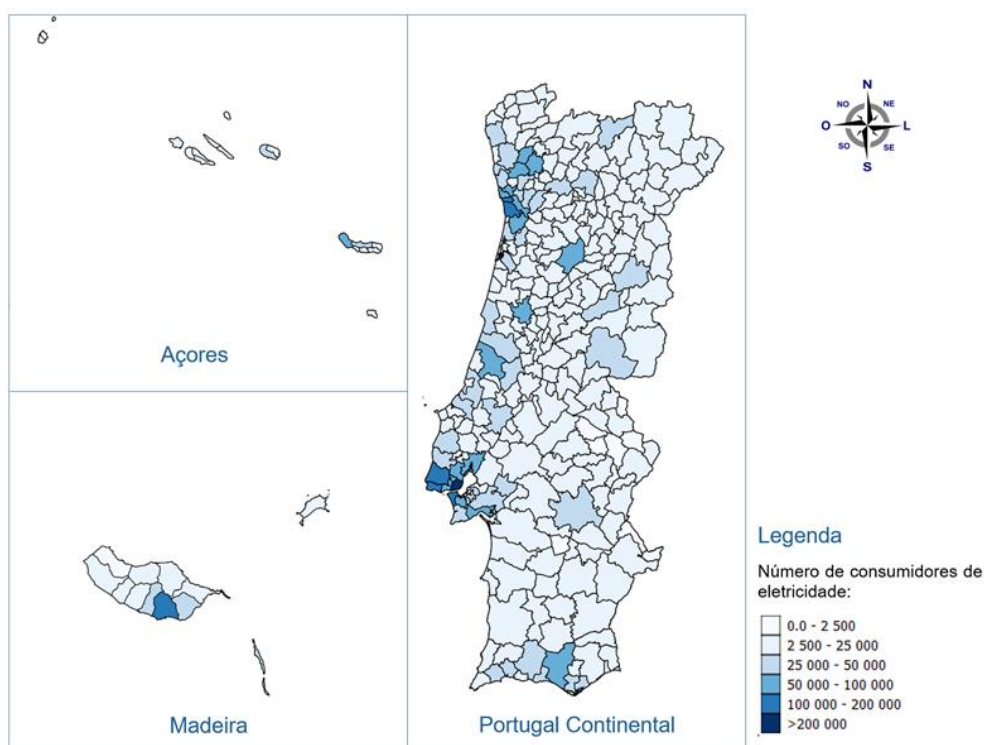 Açores
Madeira
Portugal Continental
N
NO
NE
O
L
SO
SE
S
Legenda
Número de consumidores de
eletricidade:
0.0 - 2 500
2 500 - 25 000
25 000 - 50 000
50 000 - 100 000
100 000 - 200 000
>200 000